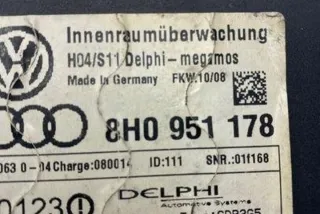 Innenraumüberwachung
H04/S11 Delphi-megamos
Made in Germany FKW.10/08
8H0 951 178
063 0-04 Charge:080014 ID:111 SNR.:01f168
0123
DELPHI
Automotive Systems